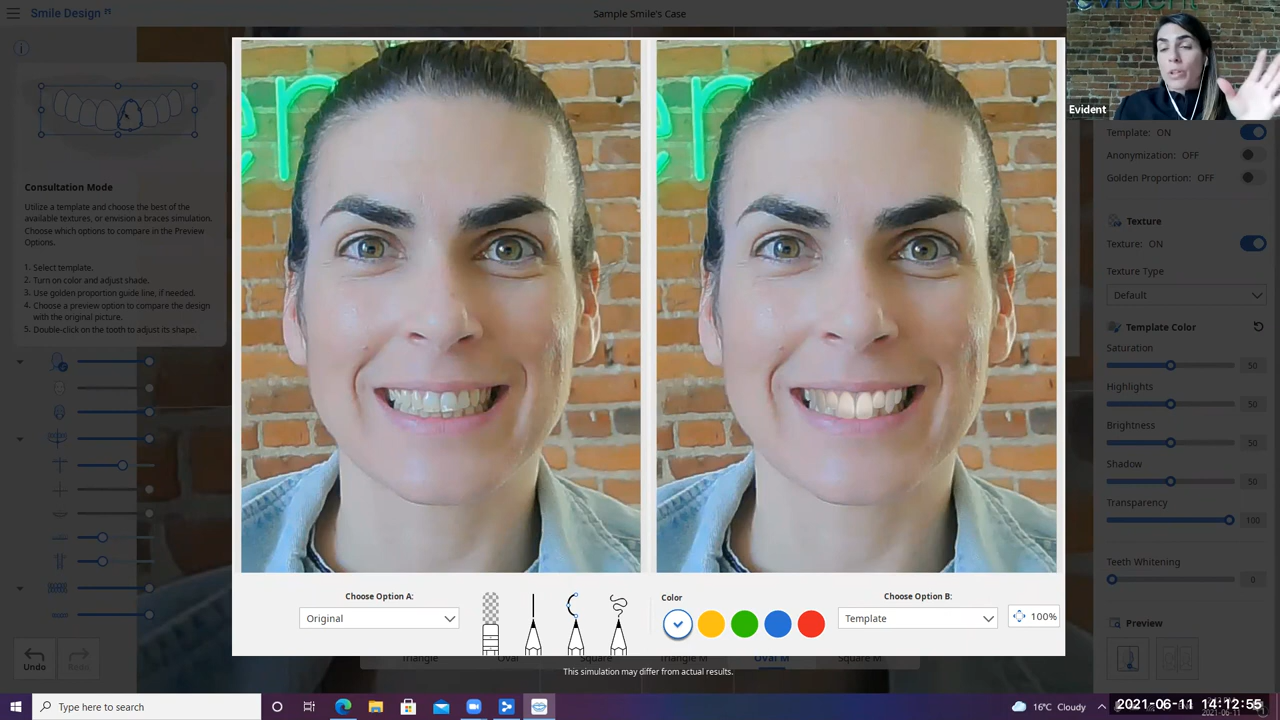 Smile Design
Sample Smile's Case
evident
Evident
Consultation Mode
Utilize a template and choose the best of the
available textures, or envision a braces simulation.
Choose which options to compare in the Preview
Options.
1. Select template.
2. Turn on color and adjust shade.
3. Use golden proportion guide line, if needed.
4. Choose a preview option to compare the design
with the original picture.
5. Double-click on the tooth to adjust its shape.
Undo
Redo
er
er
Choose Option A:
Original
Color
Choose Option B:
Template
100%
Triangle
Oval
Square
Triangle M
Oval M
Square M
This simulation may differ from actual results.
Template: ON
Anonymization: OFF
Golden Proportion: OFF
Texture
Texture: ON
Texture Type
Default
Template Color
Saturation
50
Highlights
50
Brightness
50
Shadow
50
Transparency
100
Teeth Whitening
0
Preview
Type here to search
16°C Cloudy
2021-06-11 14:12:55